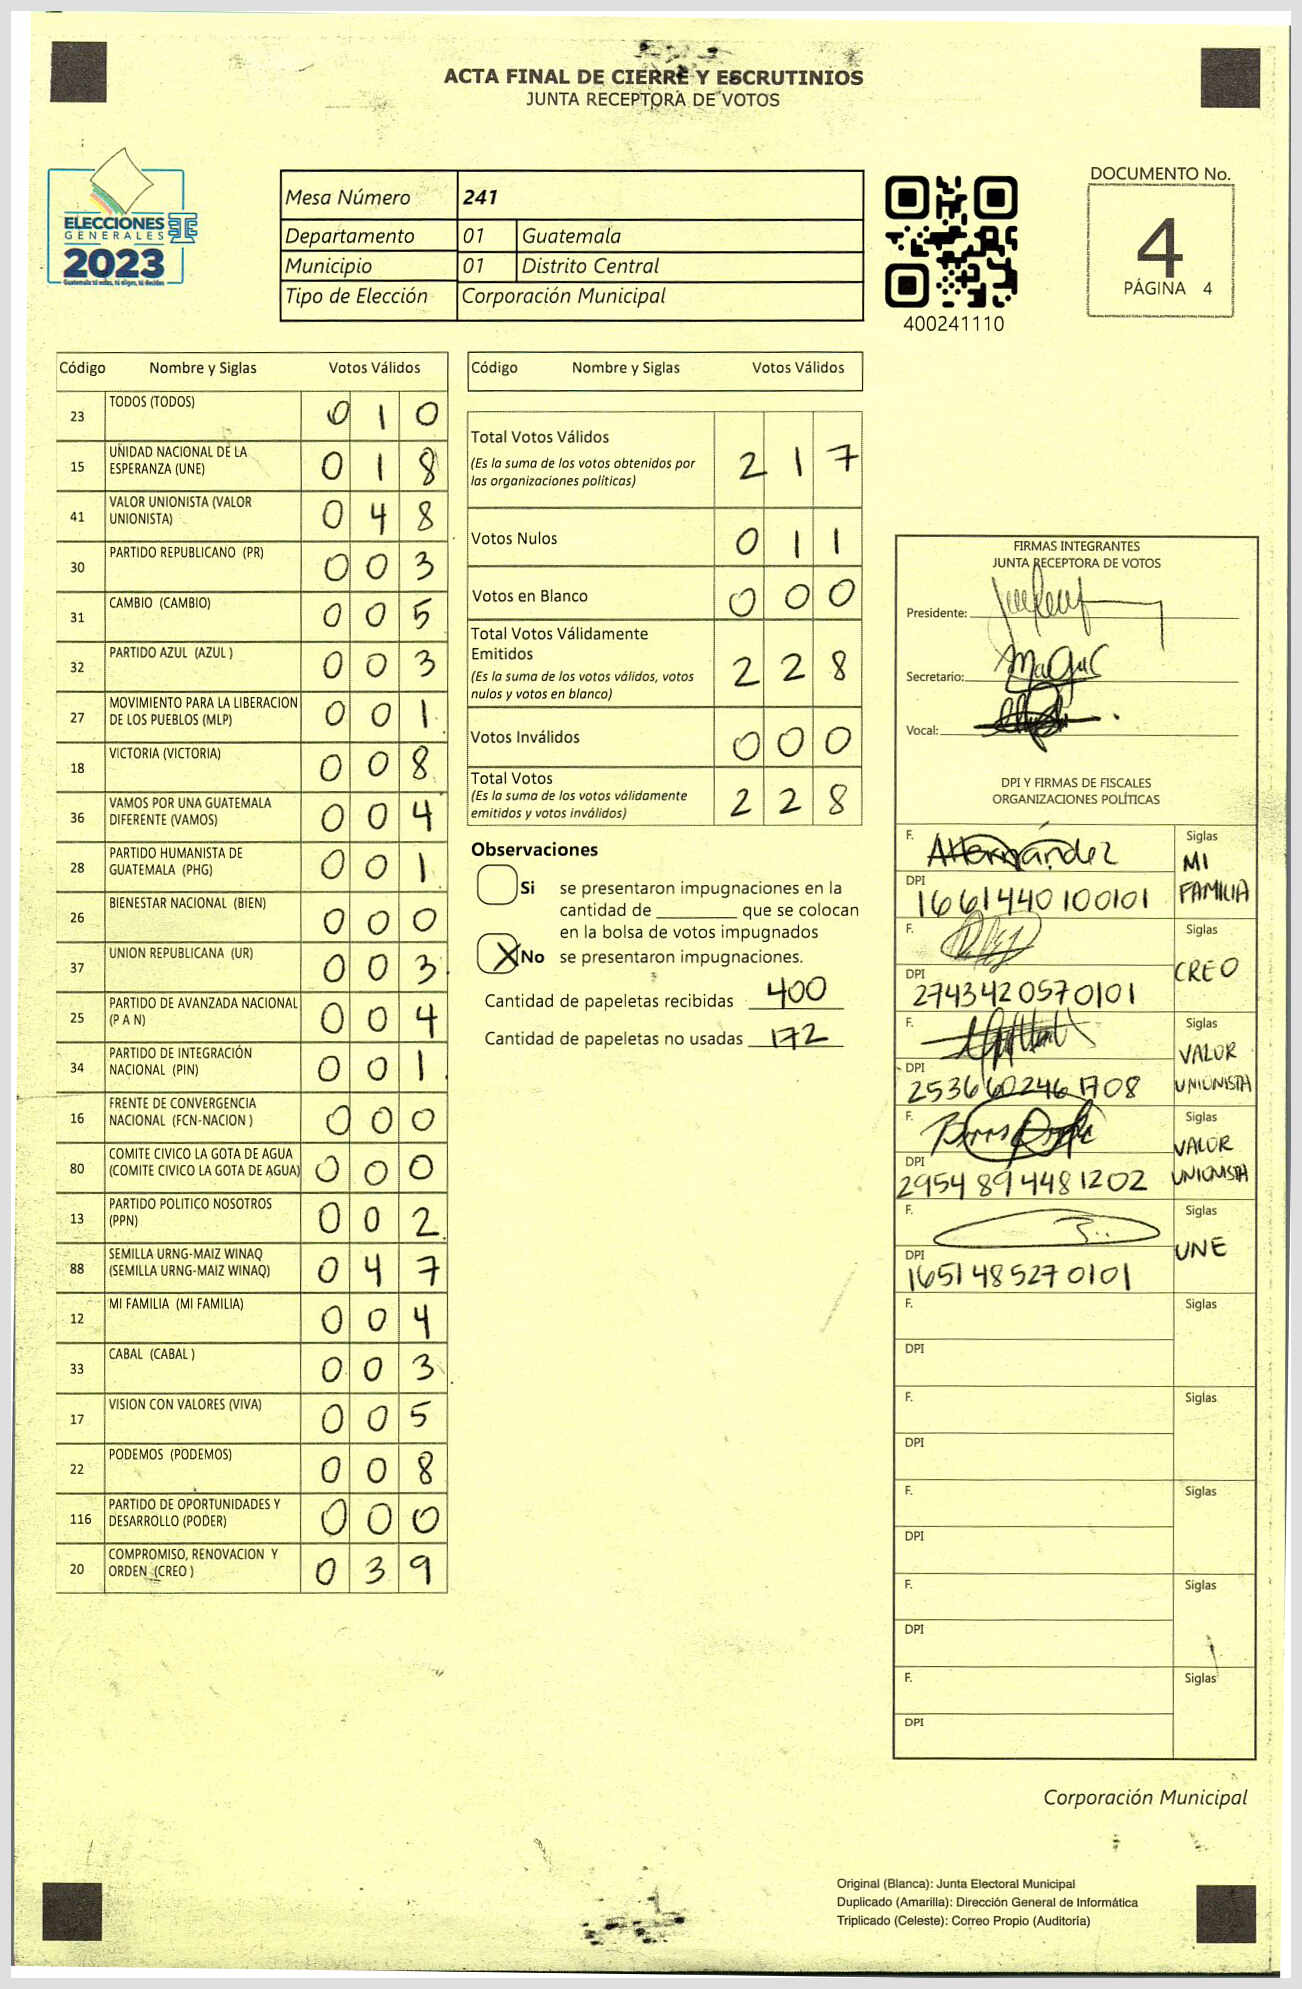 ACTA FINAL DE CIERRE Y ESCRUTINIOS
JUNTA RECEPTORA DE VOTOS
ELECCIONES
GENERALES
2023
Guatemala tú eres, tú eliges, tú decides
Mesa Número 241
Departamento 01 Guatemala
Municipio 01 Distrito Central
Tipo de Elección Corporación Municipal
400241110
DOCUMENTO No.
4
PÁGINA 4
Código Nombre y Siglas Votos Válidos
23 TODOS (TODOS) 0 1 0
15 UNIDAD NACIONAL DE LA
ESPERANZA (UNE) 0 1 8
41 VALOR UNIONISTA (VALOR
UNIONISTA) 0 4 8
30 PARTIDO REPUBLICANO (PR) 0 0 3
31 CAMBIO (CAMBIO) 0 0 5
32 PARTIDO AZUL (AZUL ) 0 0 3
27 MOVIMIENTO PARA LA LIBERACION
DE LOS PUEBLOS (MLP) 0 0 1
18 VICTORIA (VICTORIA) 0 0 8
36 VAMOS POR UNA GUATEMALA
DIFERENTE (VAMOS) 0 0 4
28 PARTIDO HUMANISTA DE
GUATEMALA (PHG) 0 0 1
26 BIENESTAR NACIONAL (BIEN) 0 0 0
37 UNION REPUBLICANA (UR) 0 0 3
25 PARTIDO DE AVANZADA NACIONAL
(P A N) 0 0 4
34 PARTIDO DE INTEGRACIÓN
NACIONAL (PIN) 0 0 1
16 FRENTE DE CONVERGENCIA
NACIONAL (FCN-NACION ) 0 0 0
80 COMITE CIVICO LA GOTA DE AGUA
(COMITE CIVICO LA GOTA DE AGUA) 0 0 0
13 PARTIDO POLITICO NOSOTROS
(PPN) 0 0 2
88 SEMILLA URNG-MAIZ WINAQ
(SEMILLA URNG-MAIZ WINAQ) 0 4 7
12 MI FAMILIA (MI FAMILIA) 0 0 4
33 CABAL (CABAL ) 0 0 3
17 VISION CON VALORES (VIVA) 0 0 5
22 PODEMOS (PODEMOS) 0 0 8
116 PARTIDO DE OPORTUNIDADES Y
DESARROLLO (PODER) 0 0 0
20 COMPROMISO, RENOVACION Y
ORDEN (CREO ) 0 3 9
Código Nombre y Siglas Votos Válidos
Total Votos Válidos 2 1 7
(Es la suma de los votos obtenidos por
las organizaciones políticas)
Votos Nulos 0 1 1
Votos en Blanco 0 0 0
Total Votos Válidamente
Emitidos 2 2 8
(Es la suma de los votos válidos, votos
nulos y votos en blanco)
Votos Inválidos 0 0 0
Total Votos 2 2 8
(Es la suma de los votos válidamente
emitidos y votos inválidos)
Observaciones
Si se presentaron impugnaciones en la
cantidad de ________ que se colocan
en la bolsa de votos impugnados
X No se presentaron impugnaciones.
Cantidad de papeletas recibidas 400
Cantidad de papeletas no usadas 172
FIRMAS INTEGRANTES
JUNTA RECEPTORA DE VOTOS
Presidente:
Secretario:
Vocal:
DPI Y FIRMAS DE FISCALES
ORGANIZACIONES POLÍTICAS
F. AHernández Siglas
MI
FAMILIA
DPI
1661440100101
F. Siglas
CREO
DPI
2743420570101
F. Siglas
VALOR
UNIONISTA
DPI
2536602461708
F. Siglas
VALOR
UNIONISTA
DPI
2954894481202
F. Siglas
UNE
DPI
1651485270101
F. Siglas
DPI
F. Siglas
DPI
F. Siglas
DPI
F. Siglas
DPI
F. Siglas
DPI
Corporación Municipal
Original (Blanca): Junta Electoral Municipal
Duplicado (Amarilla): Dirección General de Informática
Triplicado (Celeste): Correo Propio (Auditoría)